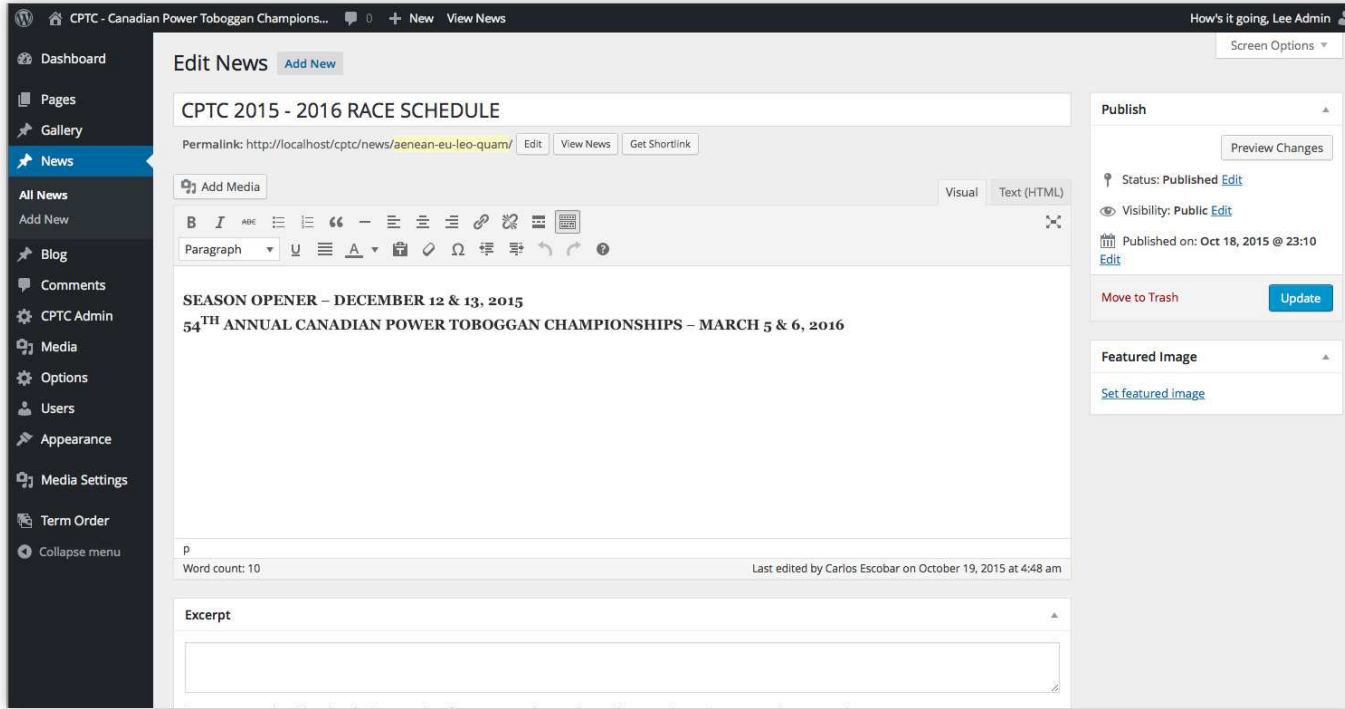 CPTC - Canadian Power Toboggan Champions... 0 + New View News How's it going, Lee Admin
Screen Options
Dashboard
Pages
Gallery
News
All News
Add New
Blog
Comments
CPTC Admin
Media
Options
Users
Appearance
Media Settings
Term Order
Collapse menu
Edit News Add New
CPTC 2015 - 2016 RACE SCHEDULE
Permalink: http://localhost/cptc/news/aenean-eu-leo-quam/ Edit View News Get Shortlink
Add Media Visual Text (HTML)
B I ABC
Paragraph U A Ω
SEASON OPENER – DECEMBER 12 & 13, 2015
54TH ANNUAL CANADIAN POWER TOBOGGAN CHAMPIONSHIPS – MARCH 5 & 6, 2016
p
Word count: 10 Last edited by Carlos Escobar on October 19, 2015 at 4:48 am
Excerpt
Publish
Preview Changes
Status: Published Edit
Visibility: Public Edit
Published on: Oct 18, 2015 @ 23:10
Edit
Move to Trash Update
Featured Image
Set featured image